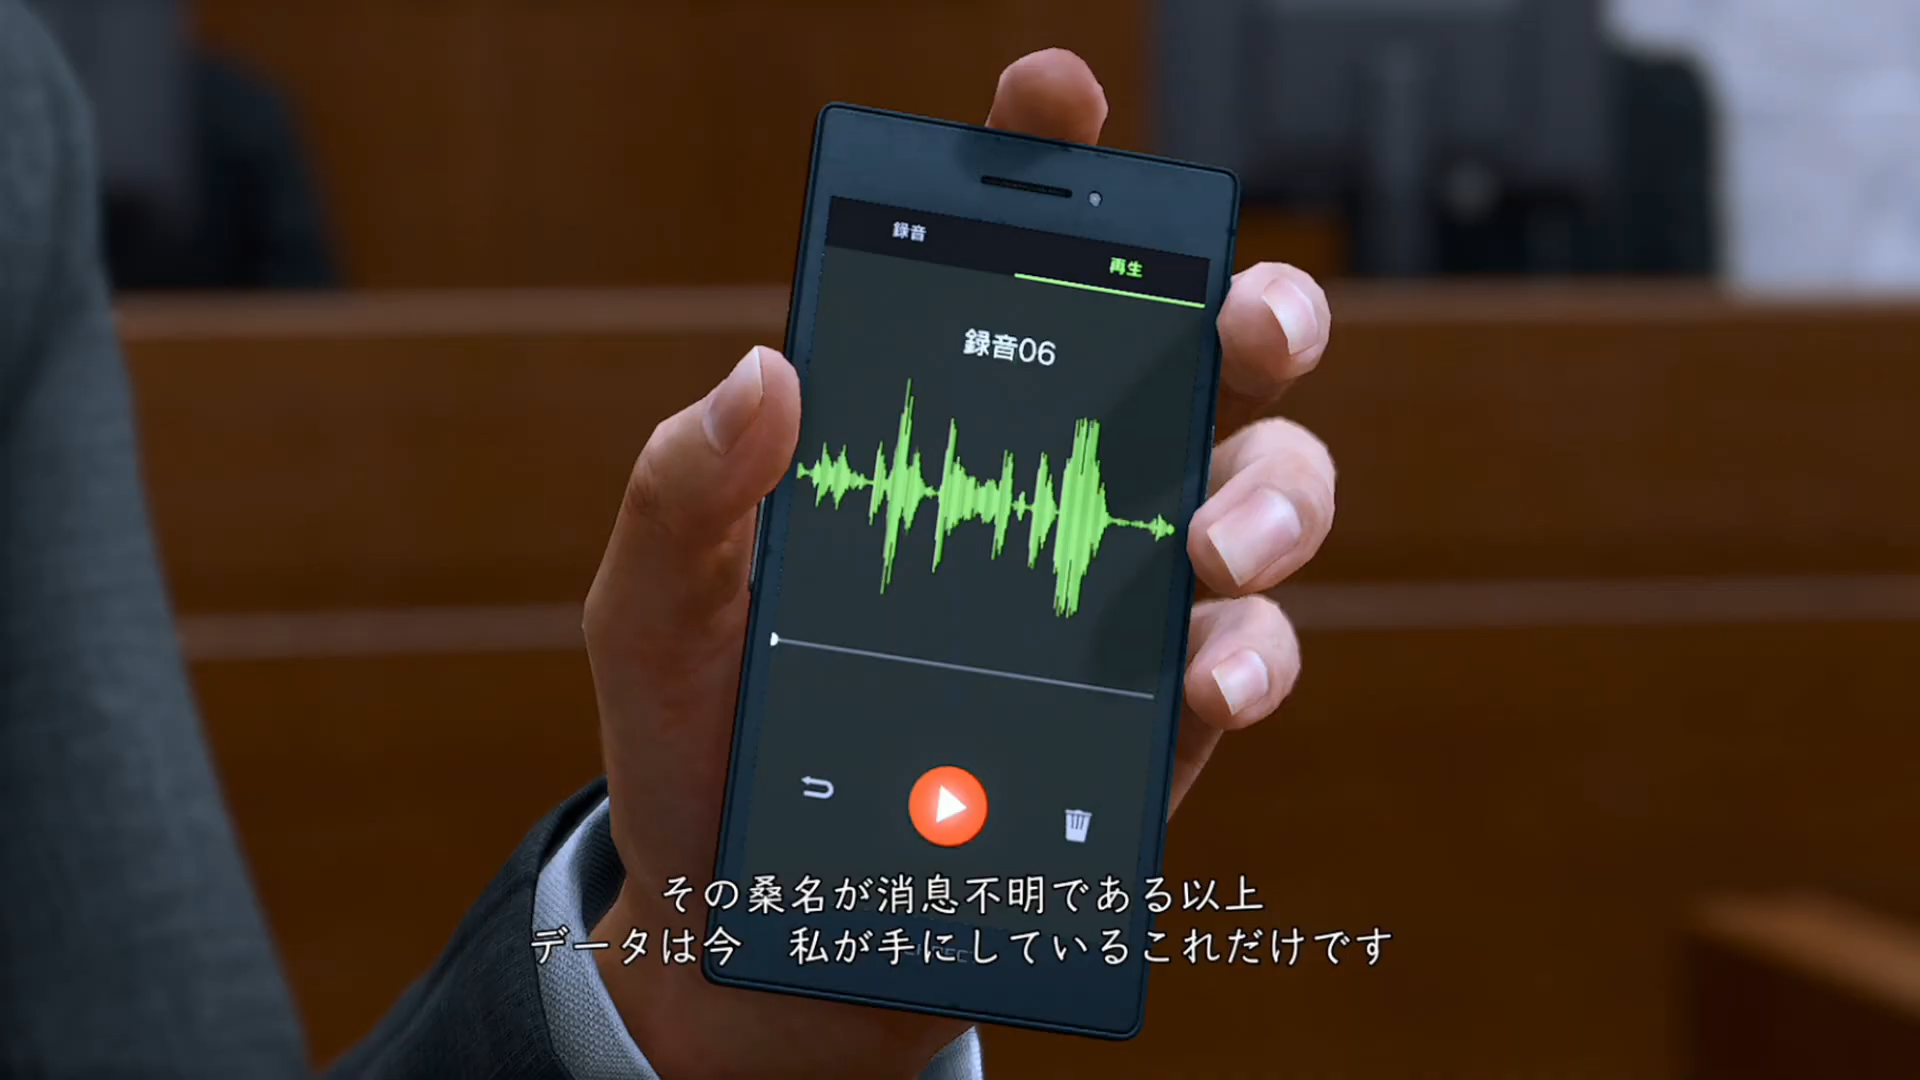 録音
再生
録音06
その桑名が消息不明である以上
データは今　私が手にしているこれだけです